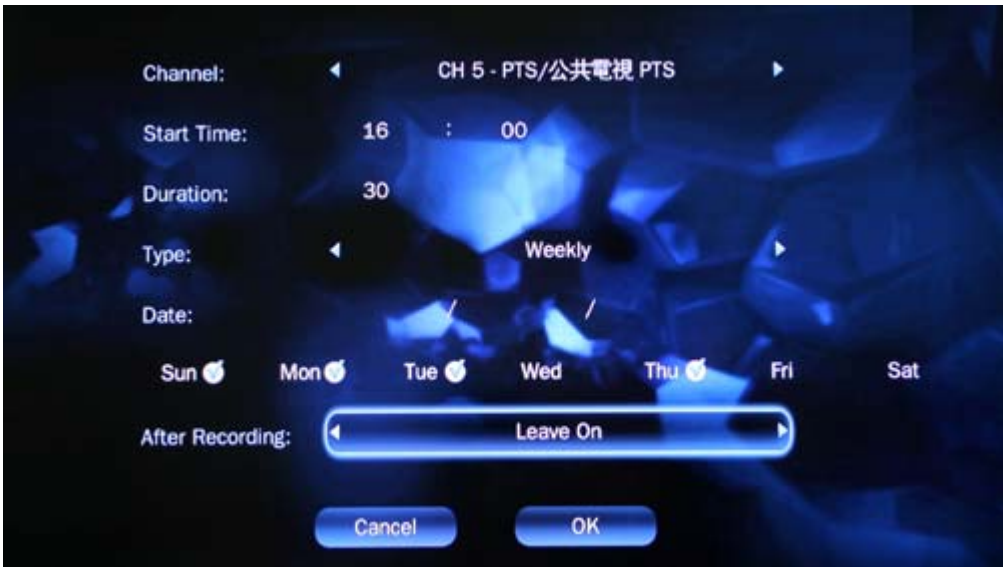 Channel: CH 5 - PTS/公共電視 PTS
Start Time: 16 : 00
Duration: 30
Type: Weekly
Date: / /
Sun Mon Tue Wed Thu Fri Sat
After Recording: Leave On
Cancel OK